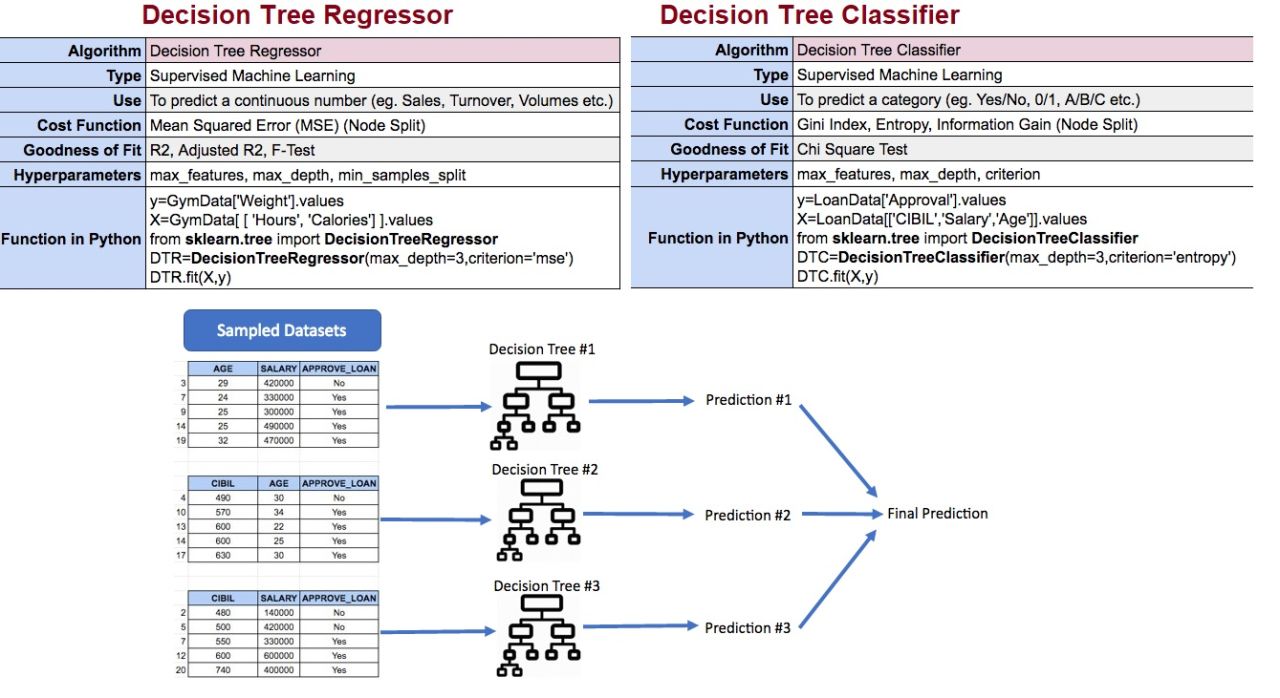 Decision Tree Regressor
Algorithm Decision Tree Regressor
Type Supervised Machine Learning
Use To predict a continuous number (eg. Sales, Turnover, Volumes etc.)
Cost Function Mean Squared Error (MSE) (Node Split)
Goodness of Fit R2, Adjusted R2, F-Test
Hyperparameters max_features, max_depth, min_samples_split
Function in Python
y=GymData['Weight'].values
X=GymData[ [ 'Hours', 'Calories'] ].values
from sklearn.tree import DecisionTreeRegressor
DTR=DecisionTreeRegressor(max_depth=3,criterion='mse')
DTR.fit(X,y)
Decision Tree Classifier
Algorithm Decision Tree Classifier
Type Supervised Machine Learning
Use To predict a category (eg. Yes/No, 0/1, A/B/C etc.)
Cost Function Gini Index, Entropy, Information Gain (Node Split)
Goodness of Fit Chi Square Test
Hyperparameters max_features, max_depth, criterion
Function in Python
y=LoanData['Approval'].values
X=LoanData[['CIBIL','Salary','Age']].values
from sklearn.tree import DecisionTreeClassifier
DTC=DecisionTreeClassifier(max_depth=3,criterion='entropy')
DTC.fit(X,y)
Sampled Datasets
AGE SALARY APPROVE_LOAN
3 29 420000 No
7 24 330000 Yes
9 25 300000 Yes
14 25 490000 Yes
19 32 470000 Yes
Decision Tree #1
Prediction #1
CIBIL AGE APPROVE_LOAN
4 490 30 No
10 570 34 Yes
13 600 22 Yes
14 600 25 Yes
17 630 30 Yes
Decision Tree #2
Prediction #2
Final Prediction
CIBIL SALARY APPROVE_LOAN
2 480 140000 No
5 500 420000 No
7 550 330000 Yes
12 600 600000 Yes
20 740 400000 Yes
Decision Tree #3
Prediction #3